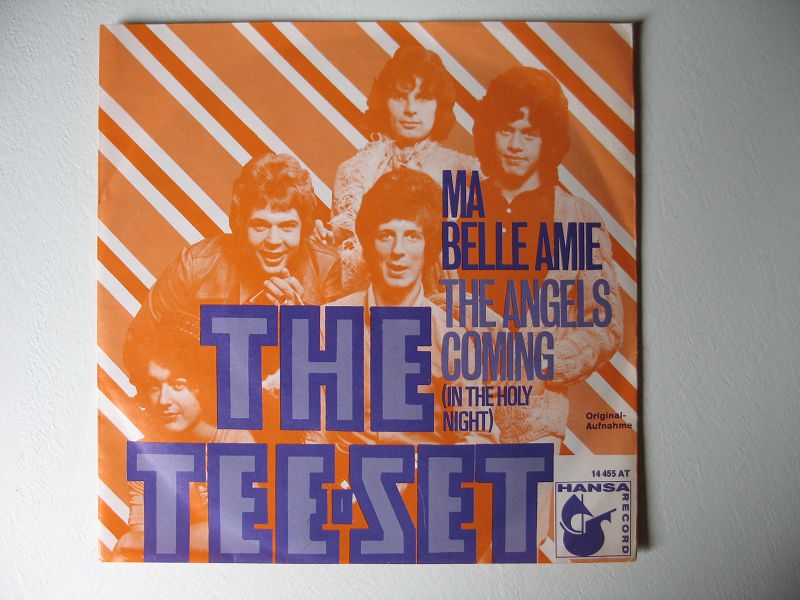 MA
BELLE AMIE
THE ANGELS
COMING
(IN THE HOLY
NIGHT)
THE
TEE-SET
Original-
Aufnahme
14 455 AT
HANSA
RECORD